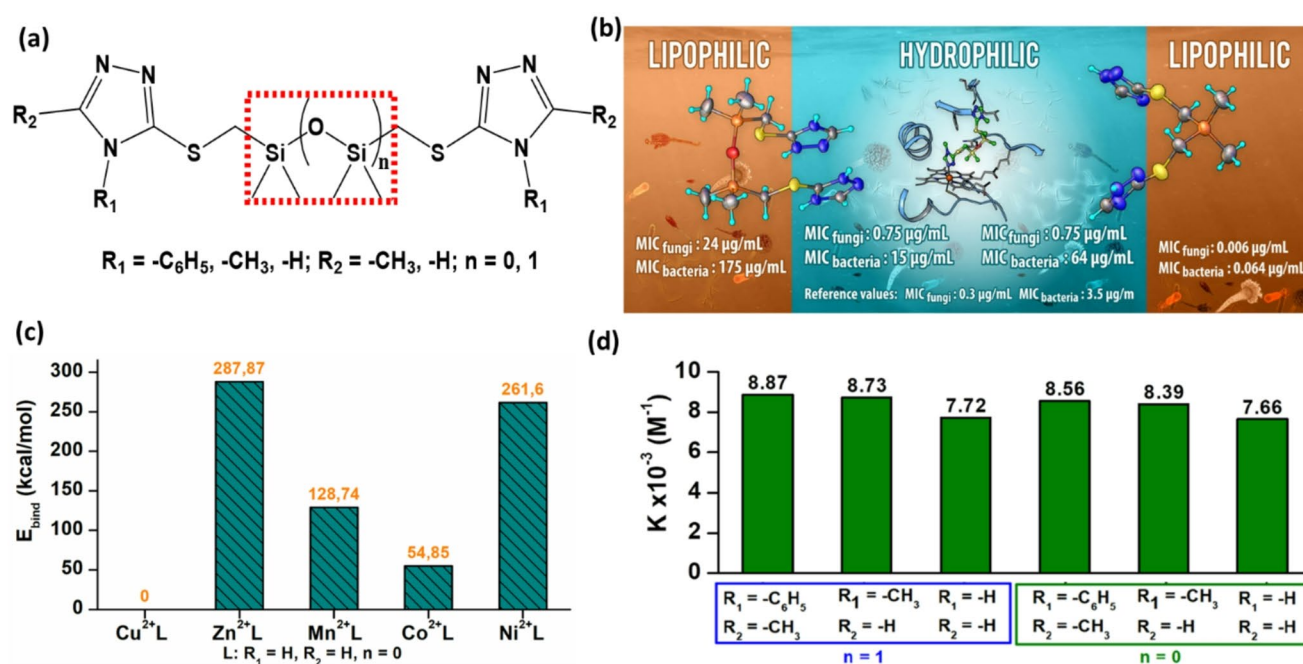 (a)
N N
N N
R2
R2
O
S
Si
Si
n
S
N
N
R1
R1
R1 = -C6H5, -CH3, -H; R2 = -CH3, -H; n = 0, 1
(b)
LIPOPHILIC
HYDROPHILIC
LIPOPHILIC
MIC fungi : 24 µg/mL
MIC bacteria : 175 µg/mL
MIC fungi : 0.75 µg/mL
MIC bacteria : 15 µg/mL
MIC fungi : 0.75 µg/mL
MIC bacteria : 64 µg/mL
Reference values: MIC fungi : 0.3 µg/mL MIC bacteria : 3.5 µg/m
MIC fungi : 0.006 µg/mL
MIC bacteria : 0.064 µg/mL
(c)
Ebind (kcal/mol)
300
250
200
150
100
50
0
0
287,87
128,74
54,85
261,6
Cu2+L Zn2+L Mn2+L Co2+L Ni2+L
L: R1 = H, R2 = H, n = 0
(d)
K x10-3 (M-1)
10
8
6
4
2
0
8.87 8.73 7.72 8.56 8.39 7.66
R1 = -C6H5 R1 = -CH3 R1 = -H R1 = -C6H5 R1 = -CH3 R1 = -H
R2 = -CH3 R2 = -H R2 = -H R2 = -CH3 R2 = -H R2 = -H
n = 1 n = 0